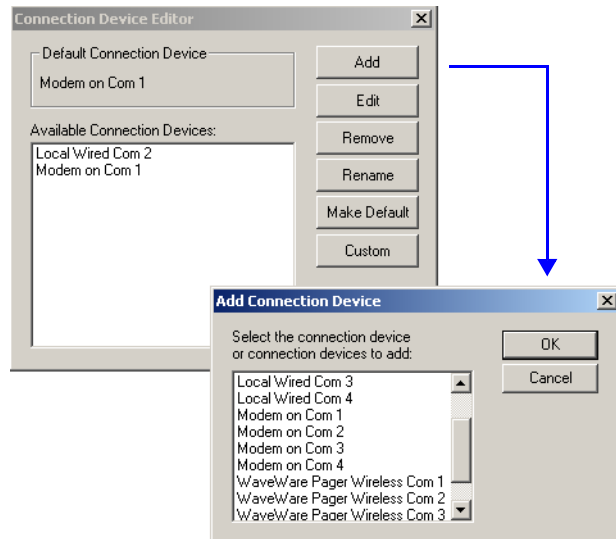 Connection Device Editor
Default Connection Device
Modem on Com 1
Available Connection Devices:
Local Wired Com 2
Modem on Com 1
Add
Edit
Remove
Rename
Make Default
Custom
Add Connection Device
Select the connection device
or connection devices to add:
Local Wired Com 3
Local Wired Com 4
Modem on Com 1
Modem on Com 2
Modem on Com 3
Modem on Com 4
WaveWare Pager Wireless Com 1
WaveWare Pager Wireless Com 2
WaveWare Pager Wireless Com 3
OK
Cancel